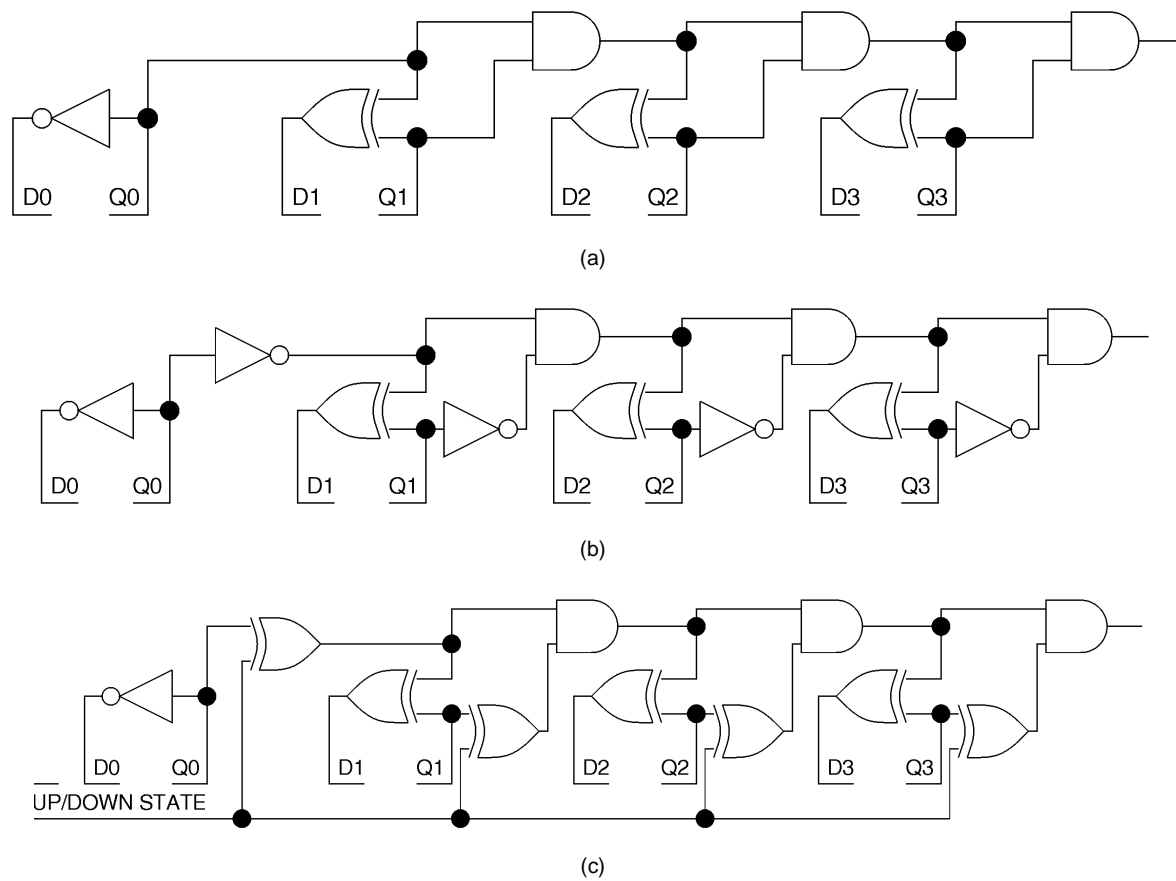 D0 Q0 D1 Q1 D2 Q2 D3 Q3
(a)
D0 Q0 D1 Q1 D2 Q2 D3 Q3
(b)
D0 Q0 D1 Q1 D2 Q2 D3 Q3
UP/DOWN STATE
(c)